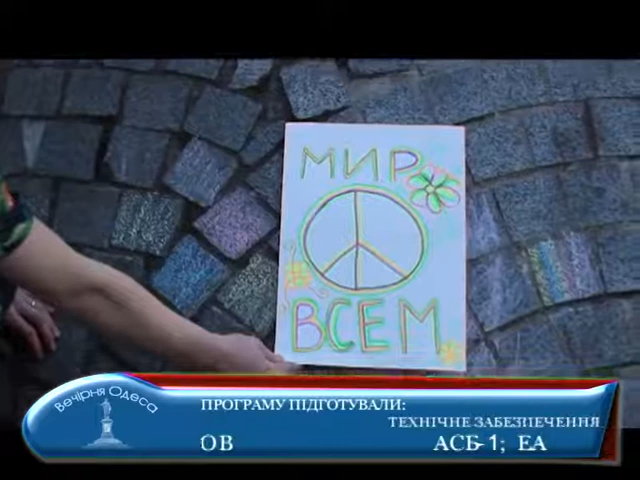 МИР
ВСЕМ
Вечірня Одеса
ПРОГРАМУ ПІДГОТУВАЛИ:
ТЕХНІЧНЕ ЗАБЕЗПЕЧЕННЯ
ОВ
АСБ-1; ЕА